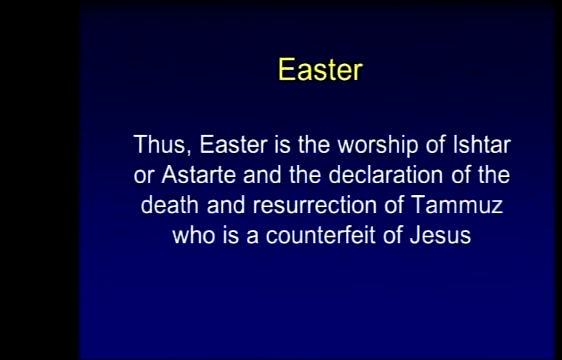 Easter
Thus, Easter is the worship of Ishtar
or Astarte and the declaration of the
death and resurrection of Tammuz
who is a counterfeit of Jesus